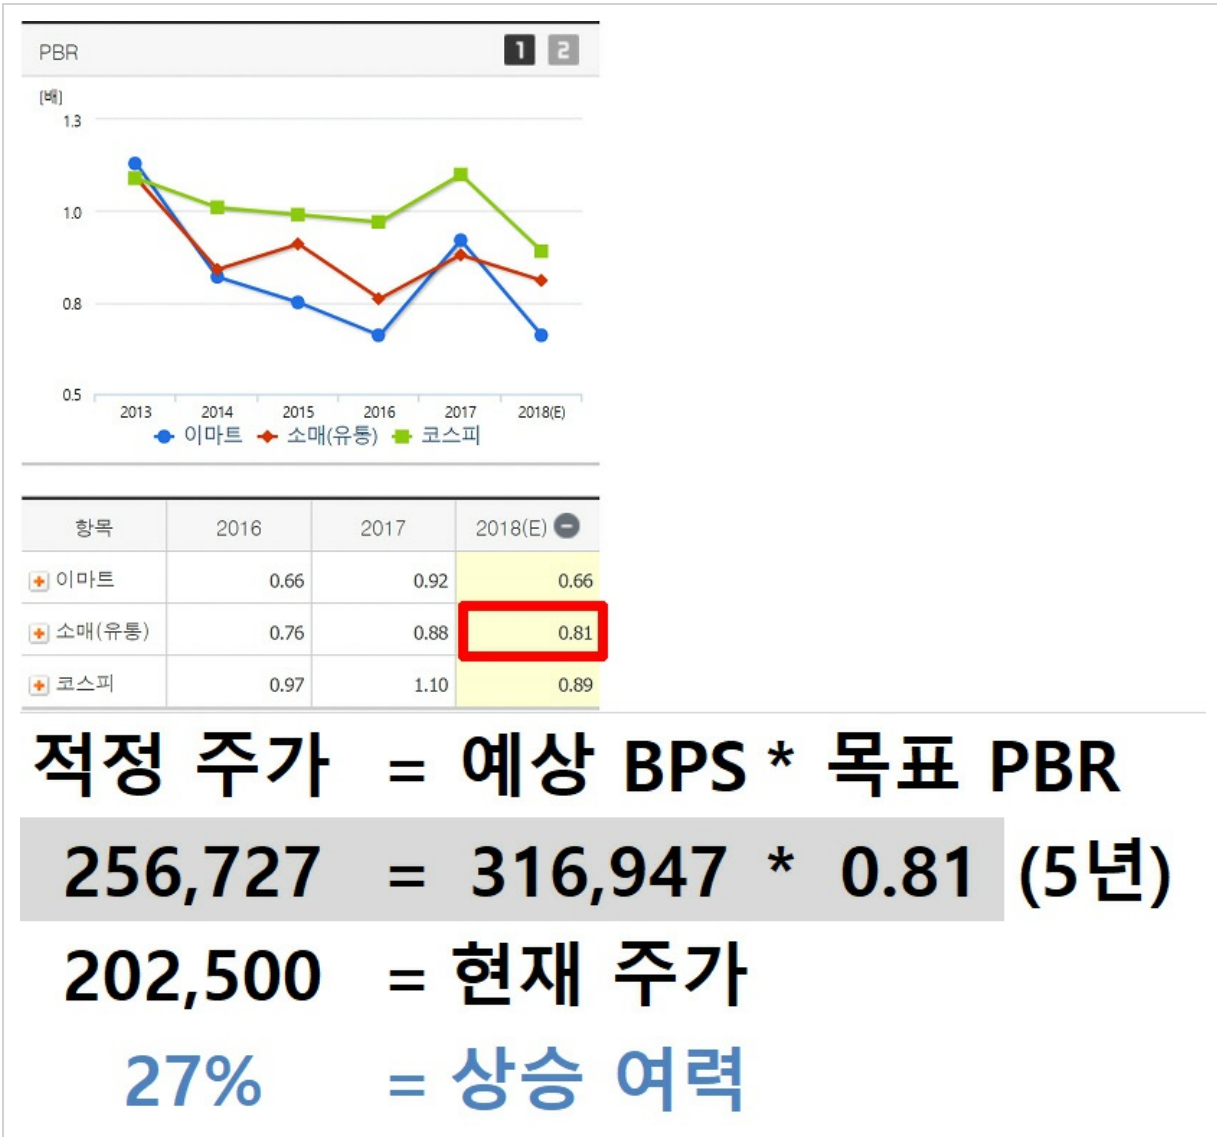 PBR 1 2
[배]
1.3
1.0
0.8
0.5
2013 2014 2015 2016 2017 2018(E)
이마트 소매(유통) 코스피
항목 2016 2017 2018(E)
이마트 0.66 0.92 0.66
소매(유통) 0.76 0.88 0.81
코스피 0.97 1.10 0.89
적정 주가 = 예상 BPS * 목표 PBR
256,727 = 316,947 * 0.81 (5년)
202,500 = 현재 주가
27% = 상승 여력